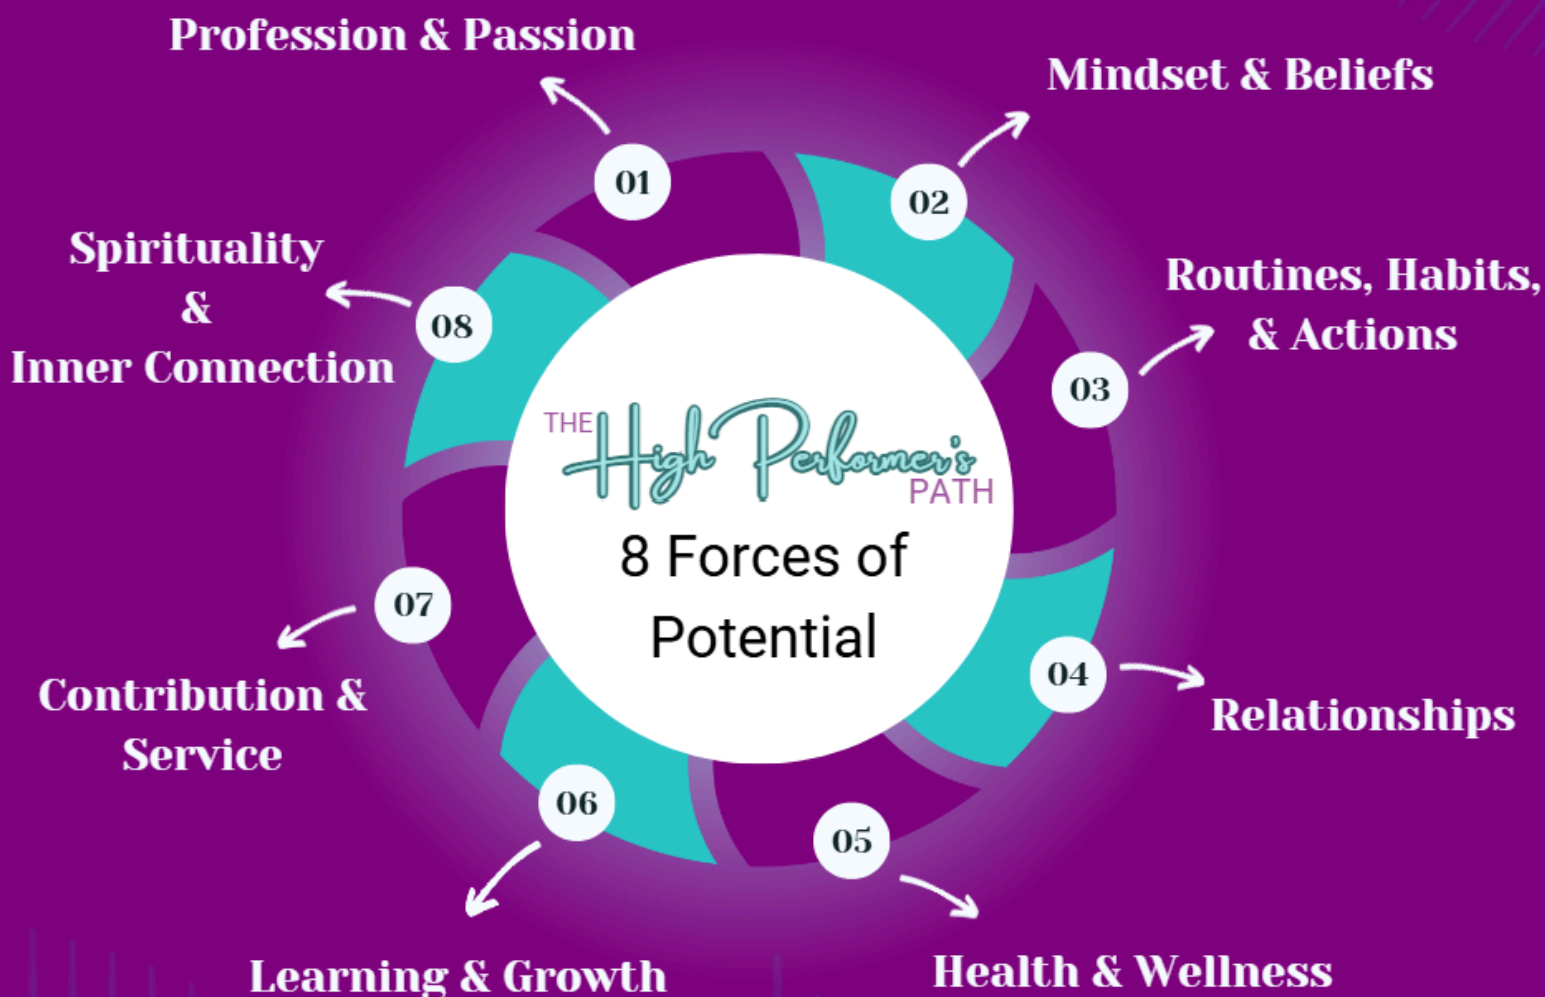 Profession & Passion
01
Mindset & Beliefs
02
Routines, Habits,
& Actions
03
Relationships
04
Health & Wellness
05
Learning & Growth
06
Contribution &
Service
07
Spirituality
&
Inner Connection
08
THE High Performer's
PATH
8 Forces of
Potential